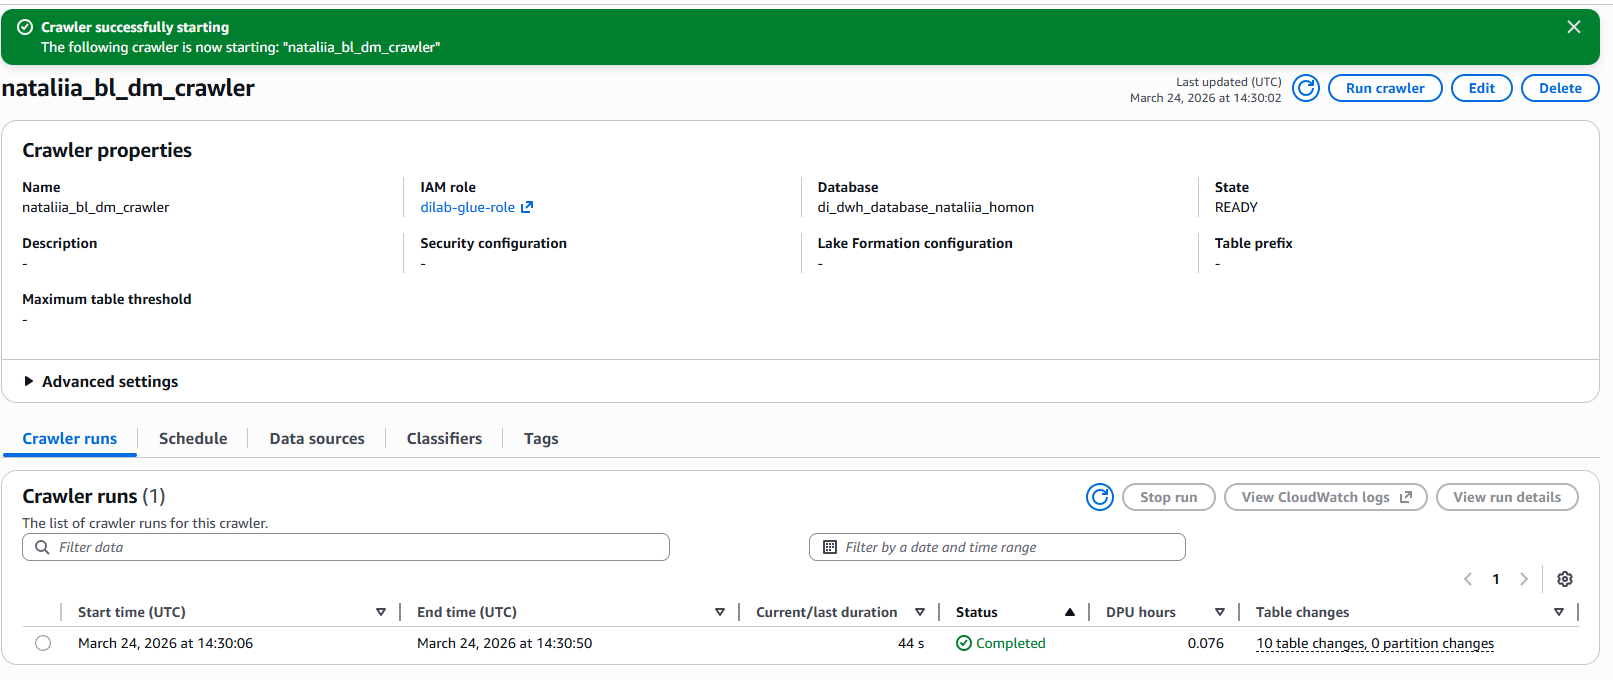 Crawler successfully starting
The following crawler is now starting: "nataliia_bl_dm_crawler"
nataliia_bl_dm_crawler
Last updated (UTC)
March 24, 2026 at 14:30:02
Run crawler
Edit
Delete
Crawler properties
Name
nataliia_bl_dm_crawler
IAM role
dilab-glue-role
Database
di_dwh_database_nataliia_homon
State
READY
Description
-
Security configuration
-
Lake Formation configuration
-
Table prefix
-
Maximum table threshold
-
Advanced settings
Crawler runs
Schedule
Data sources
Classifiers
Tags
Crawler runs (1)
The list of crawler runs for this crawler.
Stop run
View CloudWatch logs
View run details
Filter data
Filter by a date and time range
1
Start time (UTC)
End time (UTC)
Current/last duration
Status
DPU hours
Table changes
March 24, 2026 at 14:30:06
March 24, 2026 at 14:30:50
44 s
Completed
0.076
10 table changes, 0 partition changes